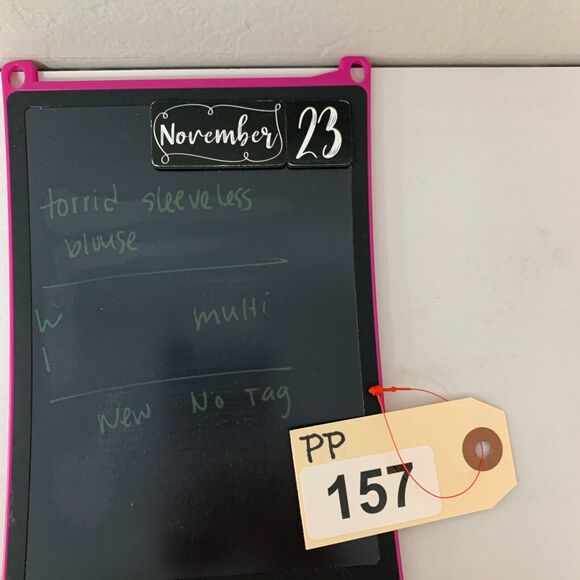 November 23
torrid sleeveless
blouse
W multi
1
New No Tag
PP
157